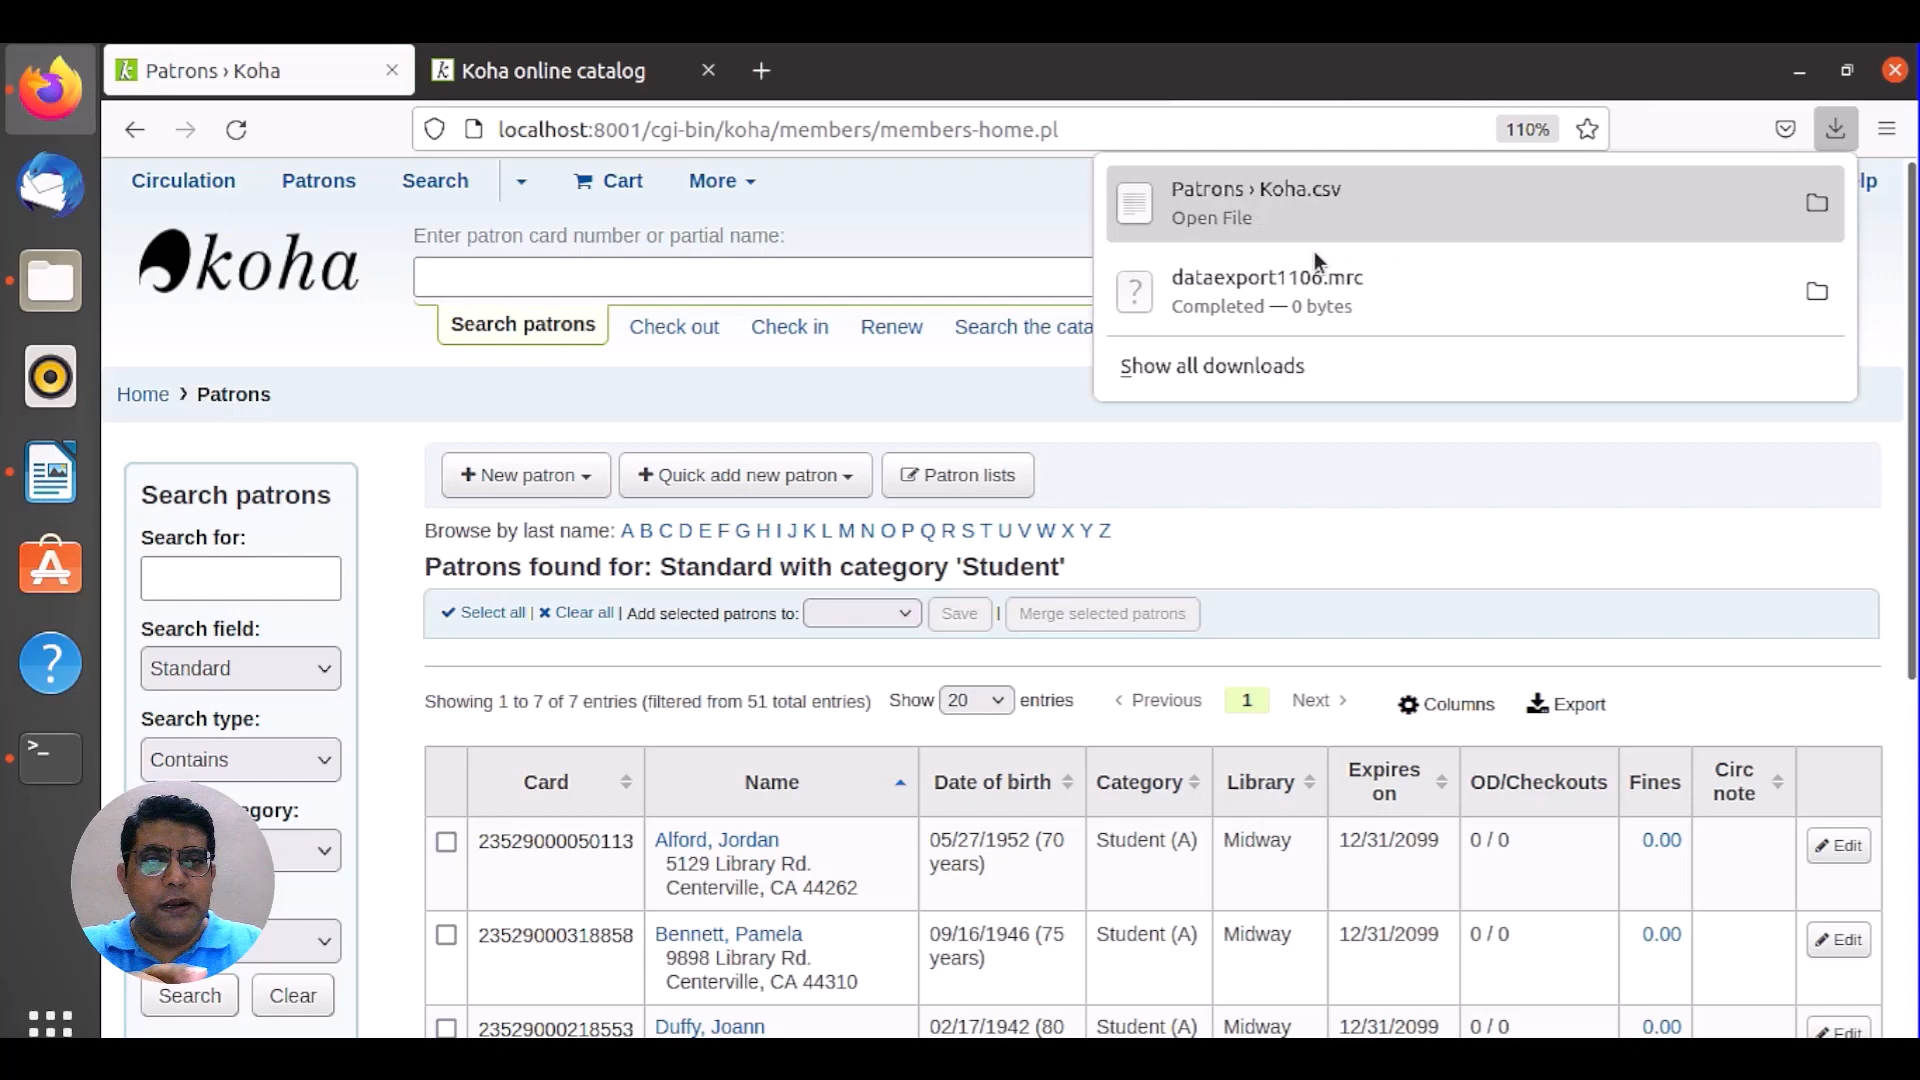 Patrons › Koha
Koha online catalog
localhost:8001/cgi-bin/koha/members/members-home.pl
110%
Circulation
Patrons
Search
Cart
More
lp
Patrons › Koha.csv
Open File
dataexport1106.mrc
Completed — 0 bytes
Show all downloads
koha
Enter patron card number or partial name:
Search patrons
Check out
Check in
Renew
Search the cata
Home › Patrons
Search patrons
Search for:
Search field:
Standard
Search type:
Contains
egory:
Search
Clear
+ New patron
+ Quick add new patron
Patron lists
Browse by last name: A B C D E F G H I J K L M N O P Q R S T U V W X Y Z
Patrons found for: Standard with category 'Student'
Select all | Clear all | Add selected patrons to: Save | Merge selected patrons
Showing 1 to 7 of 7 entries (filtered from 51 total entries) Show 20 entries ‹ Previous 1 Next › Columns Export
Card Name Date of birth Category Library Expires on OD/Checkouts Fines Circ note
23529000050113 Alford, Jordan 05/27/1952 (70 years) Student (A) Midway 12/31/2099 0 / 0 0.00 Edit
5129 Library Rd.
Centerville, CA 44262
23529000318858 Bennett, Pamela 09/16/1946 (75 years) Student (A) Midway 12/31/2099 0 / 0 0.00 Edit
9898 Library Rd.
Centerville, CA 44310
23529000218553 Duffy, Joann 02/17/1942 (80 Student (A) Midway 12/31/2099 0 / 0 0.00 Edit